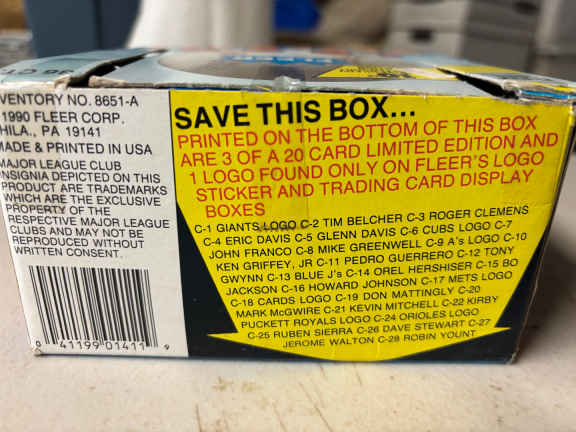 VENTORY NO. 8651-A
1990 FLEER CORP.
HILA., PA 19141
MADE & PRINTED IN USA
MAJOR LEAGUE CLUB
INSIGNIA DEPICTED ON THIS
PRODUCT ARE TRADEMARKS
WHICH ARE THE EXCLUSIVE
PROPERTY OF THE
RESPECTIVE MAJOR LEAGUE
CLUBS AND MAY NOT BE
REPRODUCED WITHOUT
WRITTEN CONSENT.
0 41199 01411 9
SAVE THIS BOX...
PRINTED ON THE BOTTOM OF THIS BOX
ARE 3 OF A 20 CARD LIMITED EDITION AND
1 LOGO FOUND ONLY ON FLEER'S LOGO
STICKER AND TRADING CARD DISPLAY
BOXES
C-1 GIANTS LOGO C-2 TIM BELCHER C-3 ROGER CLEMENS
C-4 ERIC DAVIS C-5 GLENN DAVIS C-6 CUBS LOGO C-7
JOHN FRANCO C-8 MIKE GREENWELL C-9 A's LOGO C-10
KEN GRIFFEY, JR C-11 PEDRO GUERRERO C-12 TONY
GWYNN C-13 BLUE J's C-14 OREL HERSHISER C-15 BO
JACKSON C-16 HOWARD JOHNSON C-17 METS LOGO
C-18 CARDS LOGO C-19 DON MATTINGLY C-20
MARK McGWIRE C-21 KEVIN MITCHELL C-22 KIRBY
PUCKETT ROYALS LOGO C-24 ORIOLES LOGO
C-25 RUBEN SIERRA C-26 DAVE STEWART C-27
JEROME WALTON C-28 ROBIN YOUNT